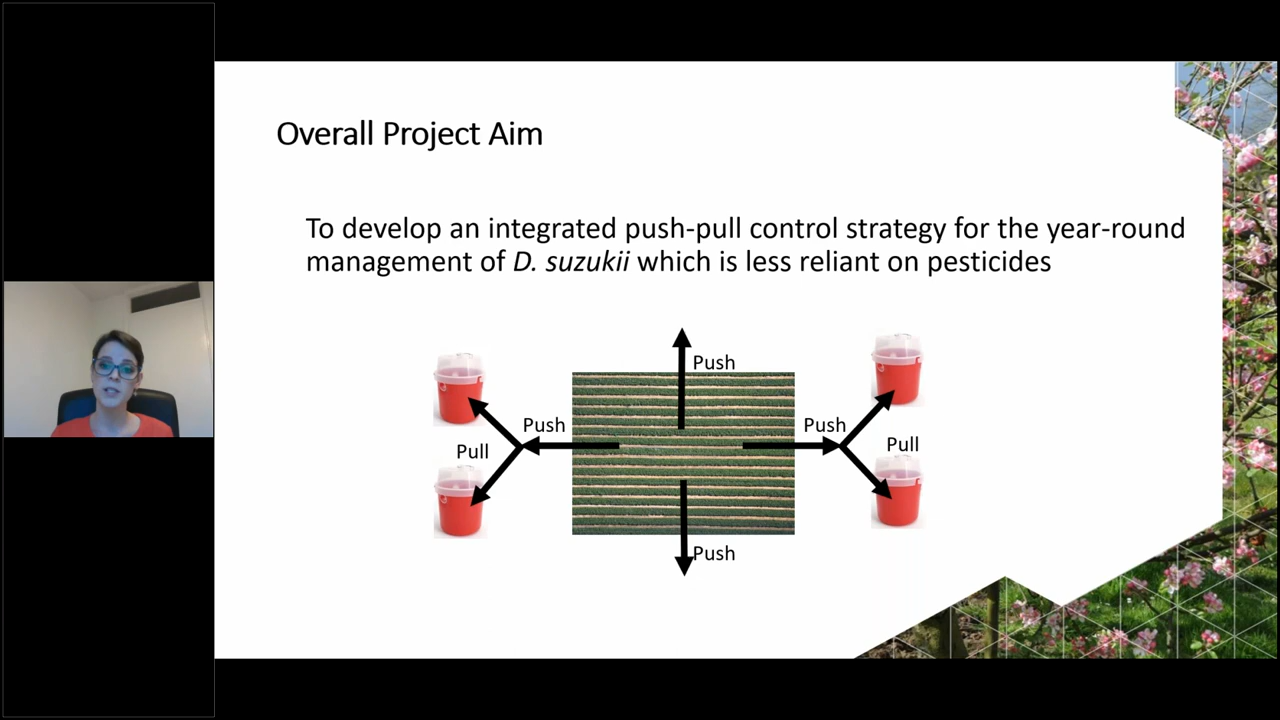 Overall Project Aim
To develop an integrated push-pull control strategy for the year-round
management of D. suzukii which is less reliant on pesticides
Push
Push
Push
Pull
Pull
Push